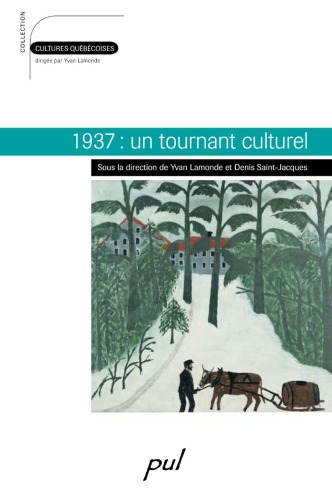 COLLECTION
CULTURES QUÉBÉCOISES
dirigée par Yvan Lamonde
1937 : un tournant culturel
Sous la direction de Yvan Lamonde et Denis Saint-Jacques
pul